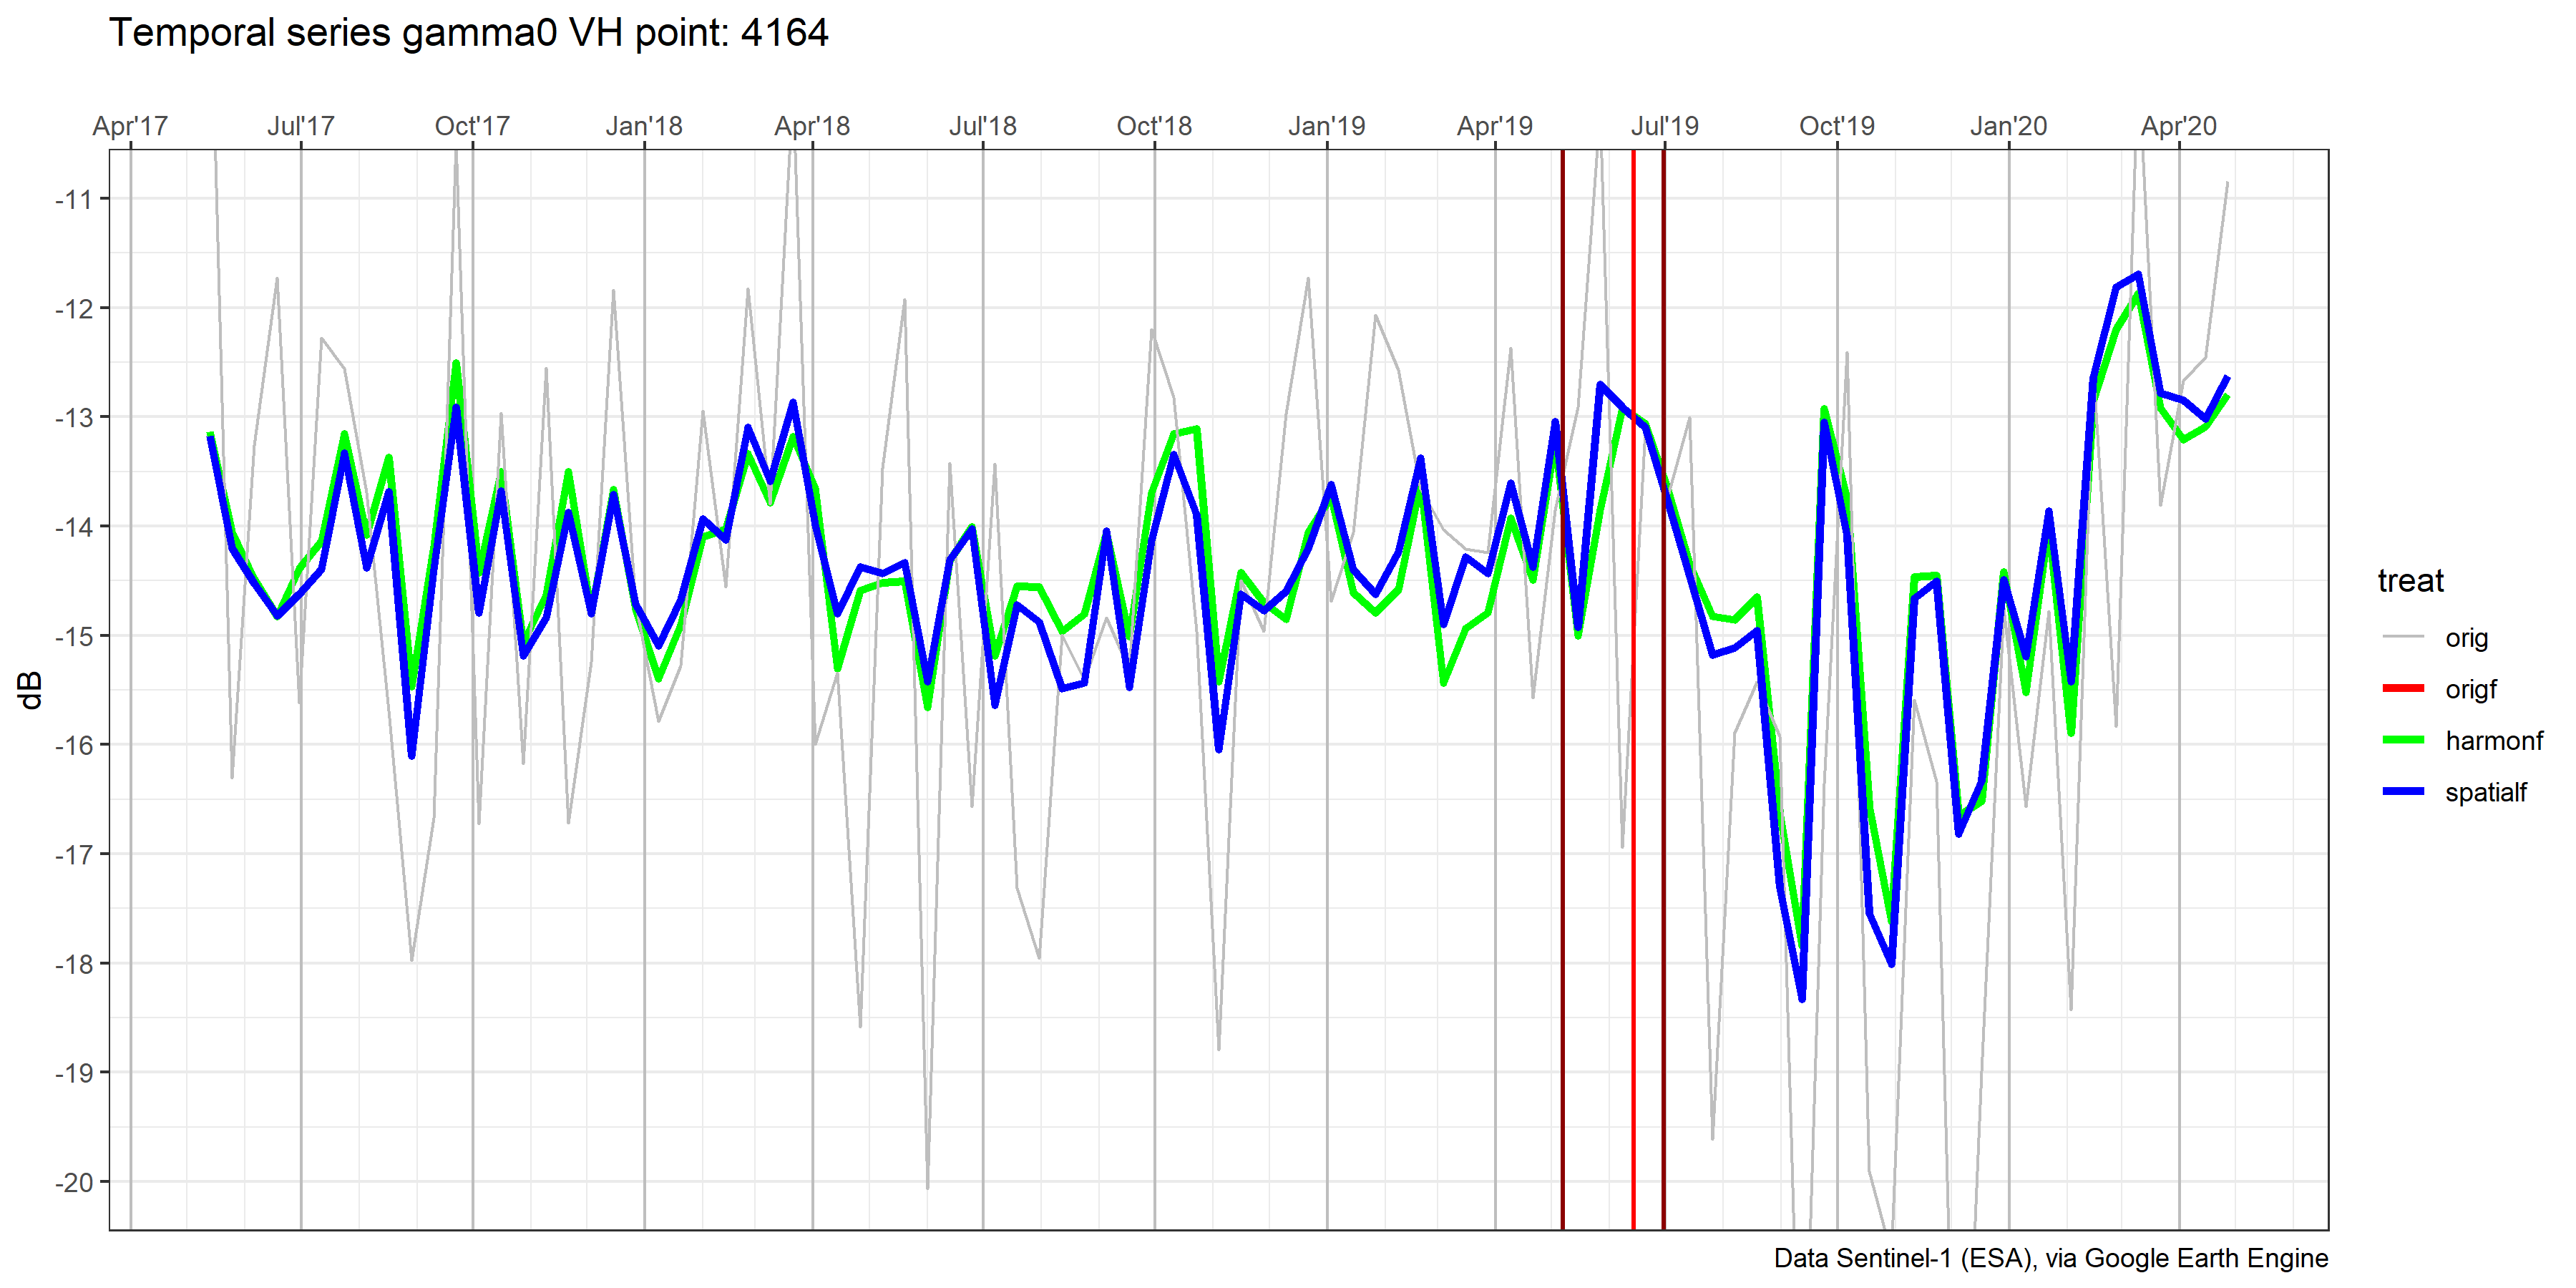 Temporal series gamma0 VH point: 4164
Apr'17 Jul'17 Oct'17 Jan'18 Apr'18 Jul'18 Oct'18 Jan'19 Apr'19 Jul'19 Oct'19 Jan'20 Apr'20
-11
-12
-13
-14
-15
-16
-17
-18
-19
-20
dB
treat
orig
origf
harmonf
spatialf
Data Sentinel-1 (ESA), via Google Earth Engine